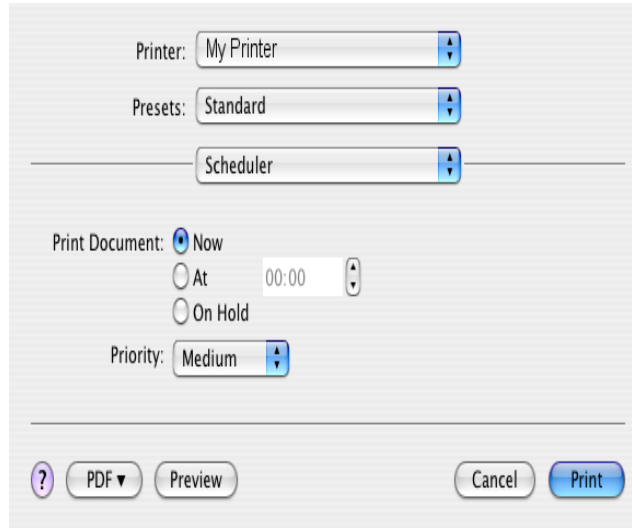 Printer: My Printer
Presets: Standard
Scheduler
Print Document: Now
At 00:00
On Hold
Priority: Medium
? PDF ▼ Preview Cancel Print